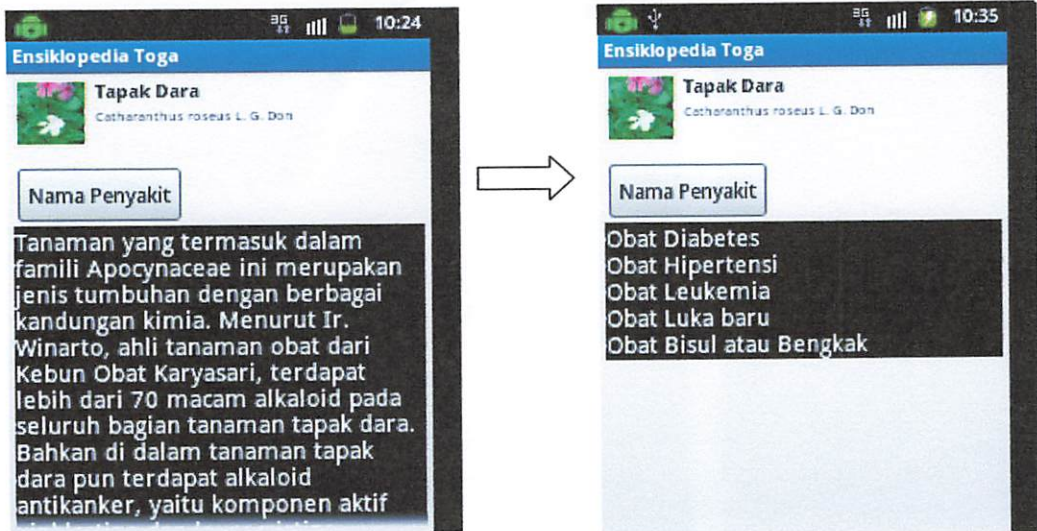 3G 10:24
Ensiklopedia Toga
Tapak Dara
Catharanthus roseus L. G. Don
Nama Penyakit
Tanaman yang termasuk dalam
famili Apocynaceae ini merupakan
jenis tumbuhan dengan berbagai
kandungan kimia. Menurut Ir.
Winarto, ahli tanaman obat dari
Kebun Obat Karyasari, terdapat
lebih dari 70 macam alkaloid pada
seluruh bagian tanaman tapak dara.
Bahkan di dalam tanaman tapak
dara pun terdapat alkaloid
antikanker, yaitu komponen aktif
3G 10:35
Ensiklopedia Toga
Tapak Dara
Catharanthus roseus L. G. Don
Nama Penyakit
Obat Diabetes
Obat Hipertensi
Obat Leukemia
Obat Luka baru
Obat Bisul atau Bengkak